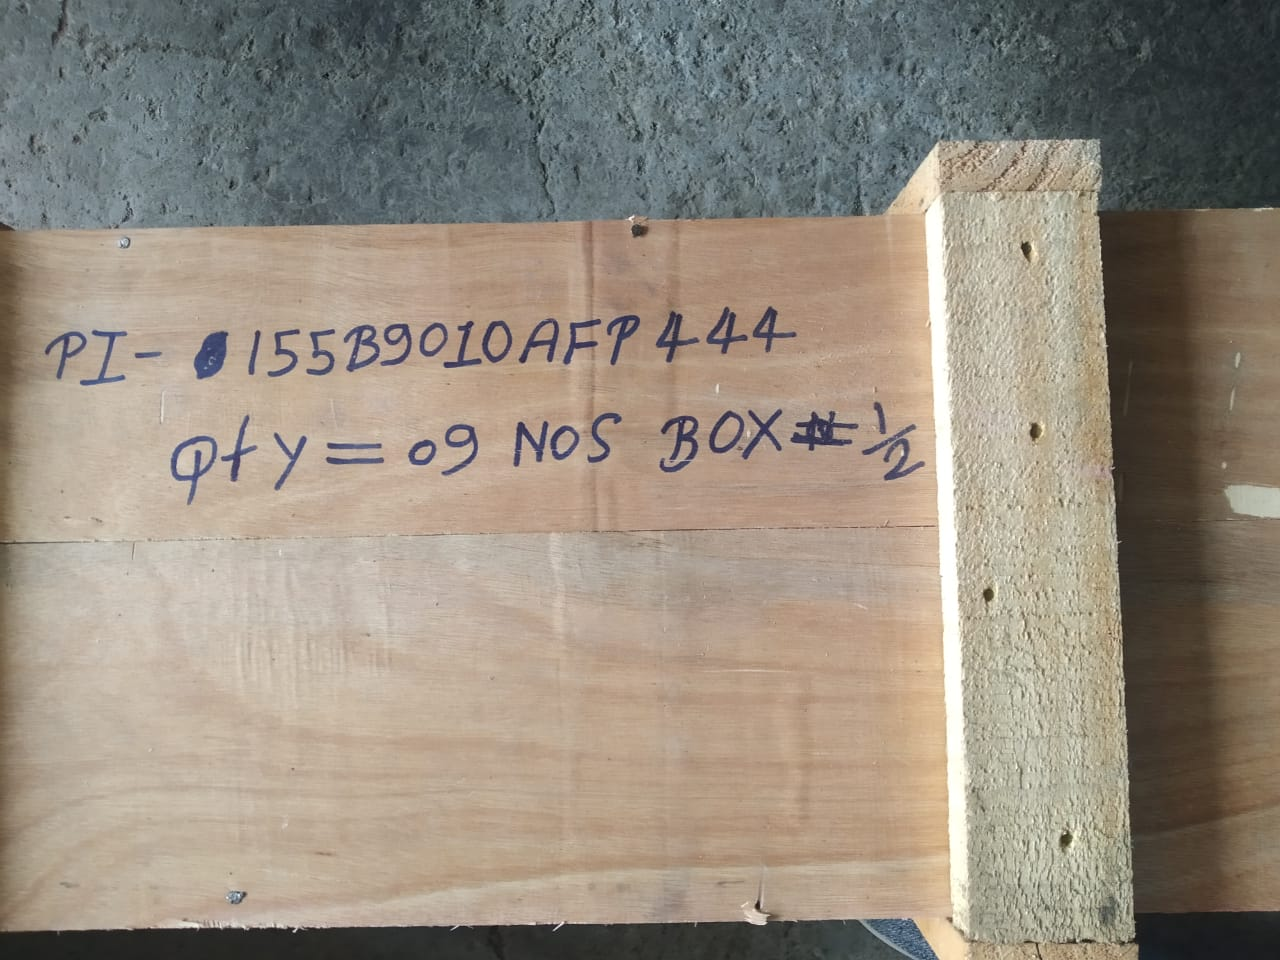 PI- 155B9010AFP444
Qty = 09 NOS BOX # 1/2